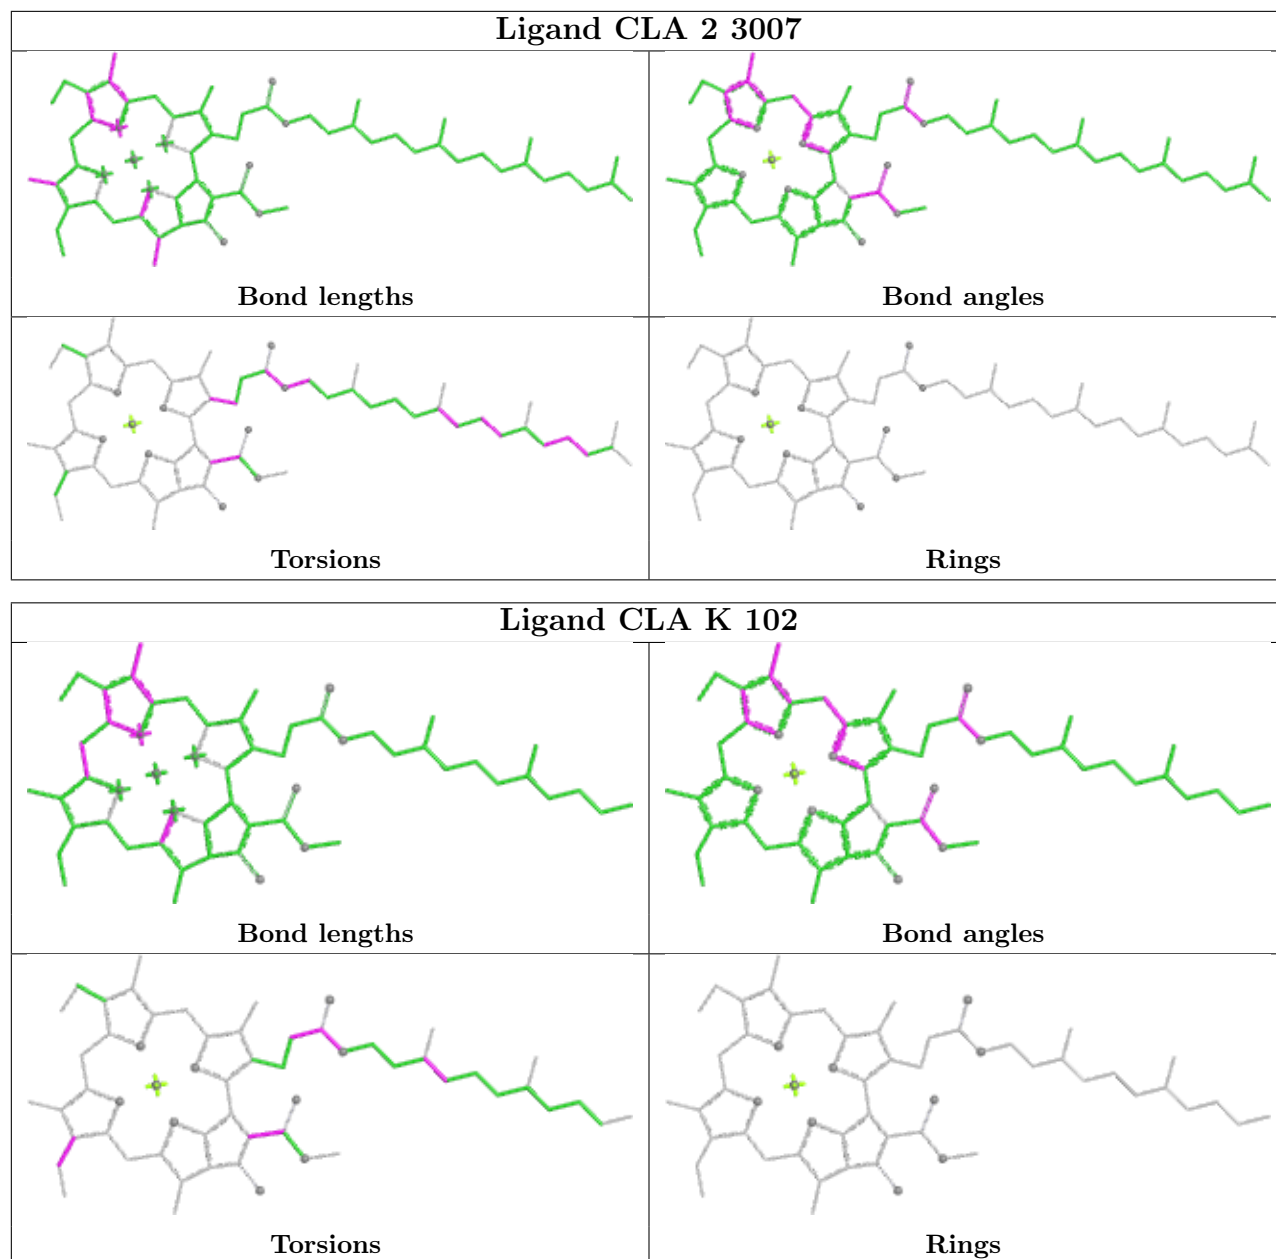 Ligand CLA 2 3007
Bond lengths
Bond angles
Torsions
Rings
Ligand CLA K 102
Bond lengths
Bond angles
Torsions
Rings